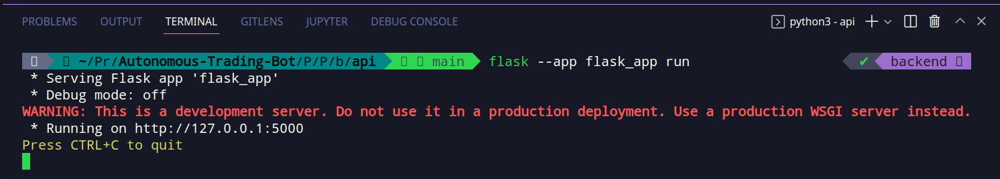 PROBLEMS OUTPUT TERMINAL GITLENS JUPYTER DEBUG CONSOLE python3 - api
~/Pr/Autonomous-Trading-Bot/P/P/b/api main flask --app flask_app run ✔ backend
* Serving Flask app 'flask_app'
* Debug mode: off
WARNING: This is a development server. Do not use it in a production deployment. Use a production WSGI server instead.
* Running on http://127.0.0.1:5000
Press CTRL+C to quit